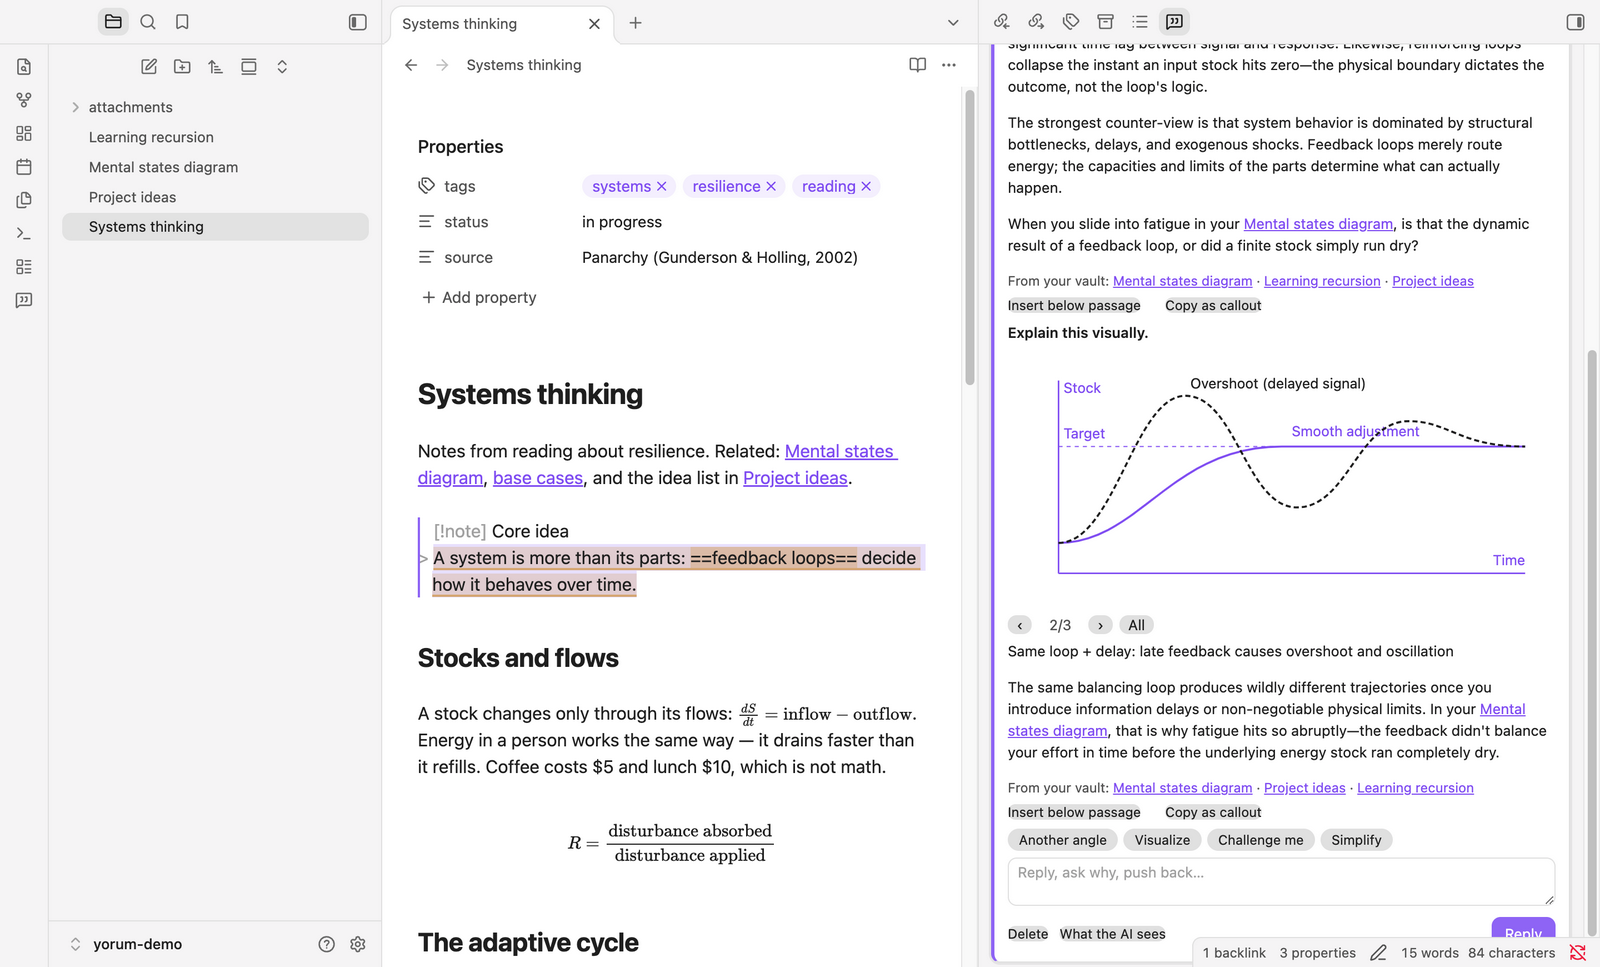 Systems thinking
attachments
Learning recursion
Mental states diagram
Project ideas
Systems thinking
yorum-demo
Systems thinking
Properties
tags
systems
resilience
reading
status
in progress
source
Panarchy (Gunderson & Holling, 2002)
Add property
Systems thinking
Notes from reading about resilience. Related: Mental states
diagram, base cases, and the idea list in Project ideas.
[!note] Core idea
> A system is more than its parts: ==feedback loops== decide
how it behaves over time.
Stocks and flows
A stock changes only through its flows: dS/dt = inflow − outflow.
Energy in a person works the same way — it drains faster than
it refills. Coffee costs $5 and lunch $10, which is not math.
R = disturbance absorbed
disturbance applied
The adaptive cycle
significant time lag between signal and response. Likewise, reinforcing loops
collapse the instant an input stock hits zero—the physical boundary dictates the
outcome, not the loop's logic.
The strongest counter-view is that system behavior is dominated by structural
bottlenecks, delays, and exogenous shocks. Feedback loops merely route
energy; the capacities and limits of the parts determine what can actually
happen.
When you slide into fatigue in your Mental states diagram, is that the dynamic
result of a feedback loop, or did a finite stock simply run dry?
From your vault: Mental states diagram · Learning recursion · Project ideas
Insert below passage Copy as callout
Explain this visually.
Overshoot (delayed signal)
Stock
Target
Smooth adjustment
Time
‹ 2/3 › All
Same loop + delay: late feedback causes overshoot and oscillation
The same balancing loop produces wildly different trajectories once you
introduce information delays or non-negotiable physical limits. In your Mental
states diagram, that is why fatigue hits so abruptly—the feedback didn't balance
your effort in time before the underlying energy stock ran completely dry.
From your vault: Mental states diagram · Project ideas · Learning recursion
Insert below passage Copy as callout
Another angle Visualize Challenge me Simplify
Reply, ask why, push back...
Delete What the AI sees Reply
1 backlink 3 properties 15 words 84 characters